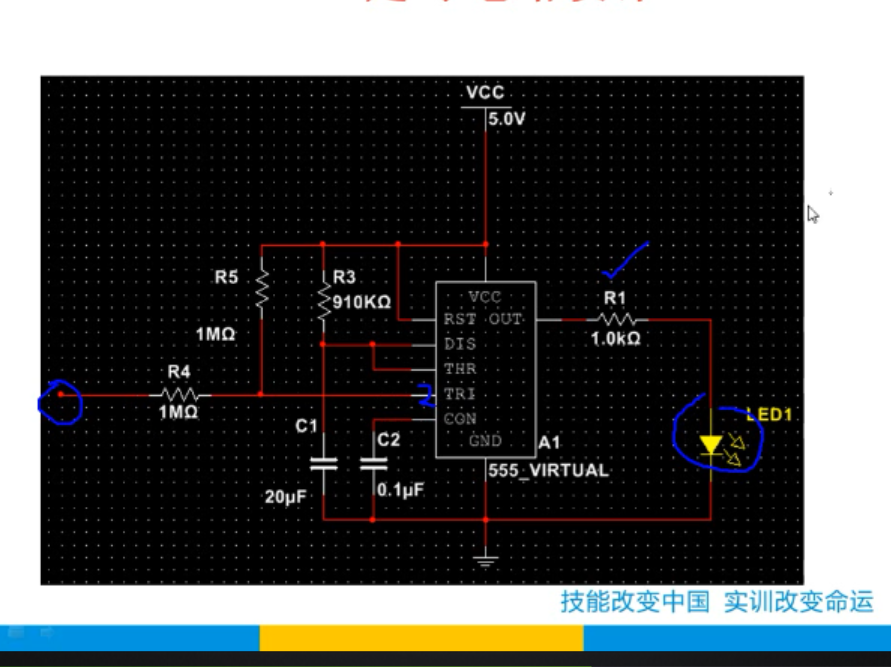 VCC
5.0V
R5
R3
910KΩ
VCC
R1
RST OUT
1MΩ
DIS
1.0kΩ
R4
THR
TRI
2
1MΩ
LED1
C1
CON
C2
GND
A1
555_VIRTUAL
20µF
0.1µF
技能改变中国 实训改变命运